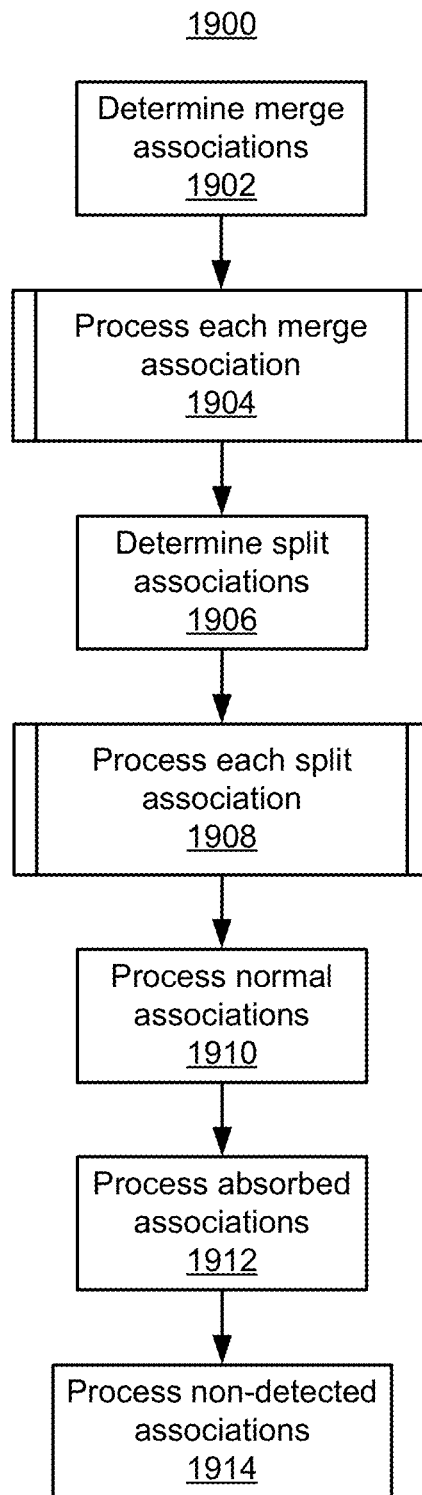 1900
Determine merge
associations
1902
Process each merge
association
1904
Determine split
associations
1906
Process each split
association
1908
Process normal
associations
1910
Process absorbed
associations
1912
Process non-detected
associations
1914